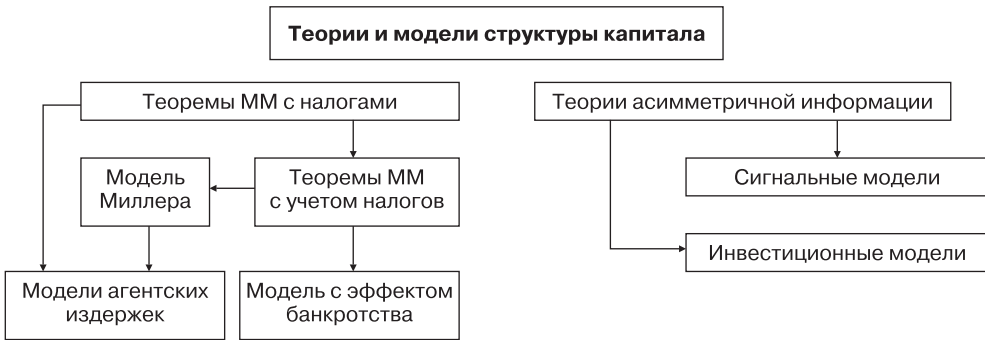 Теории и модели структуры капитала
Теоремы ММ с налогами
Теории асимметричной информации
Модель
Миллера
Теоремы ММ
с учетом налогов
Сигнальные модели
Инвестиционные модели
Модели агентских
издержек
Модель с эффектом
банкротства